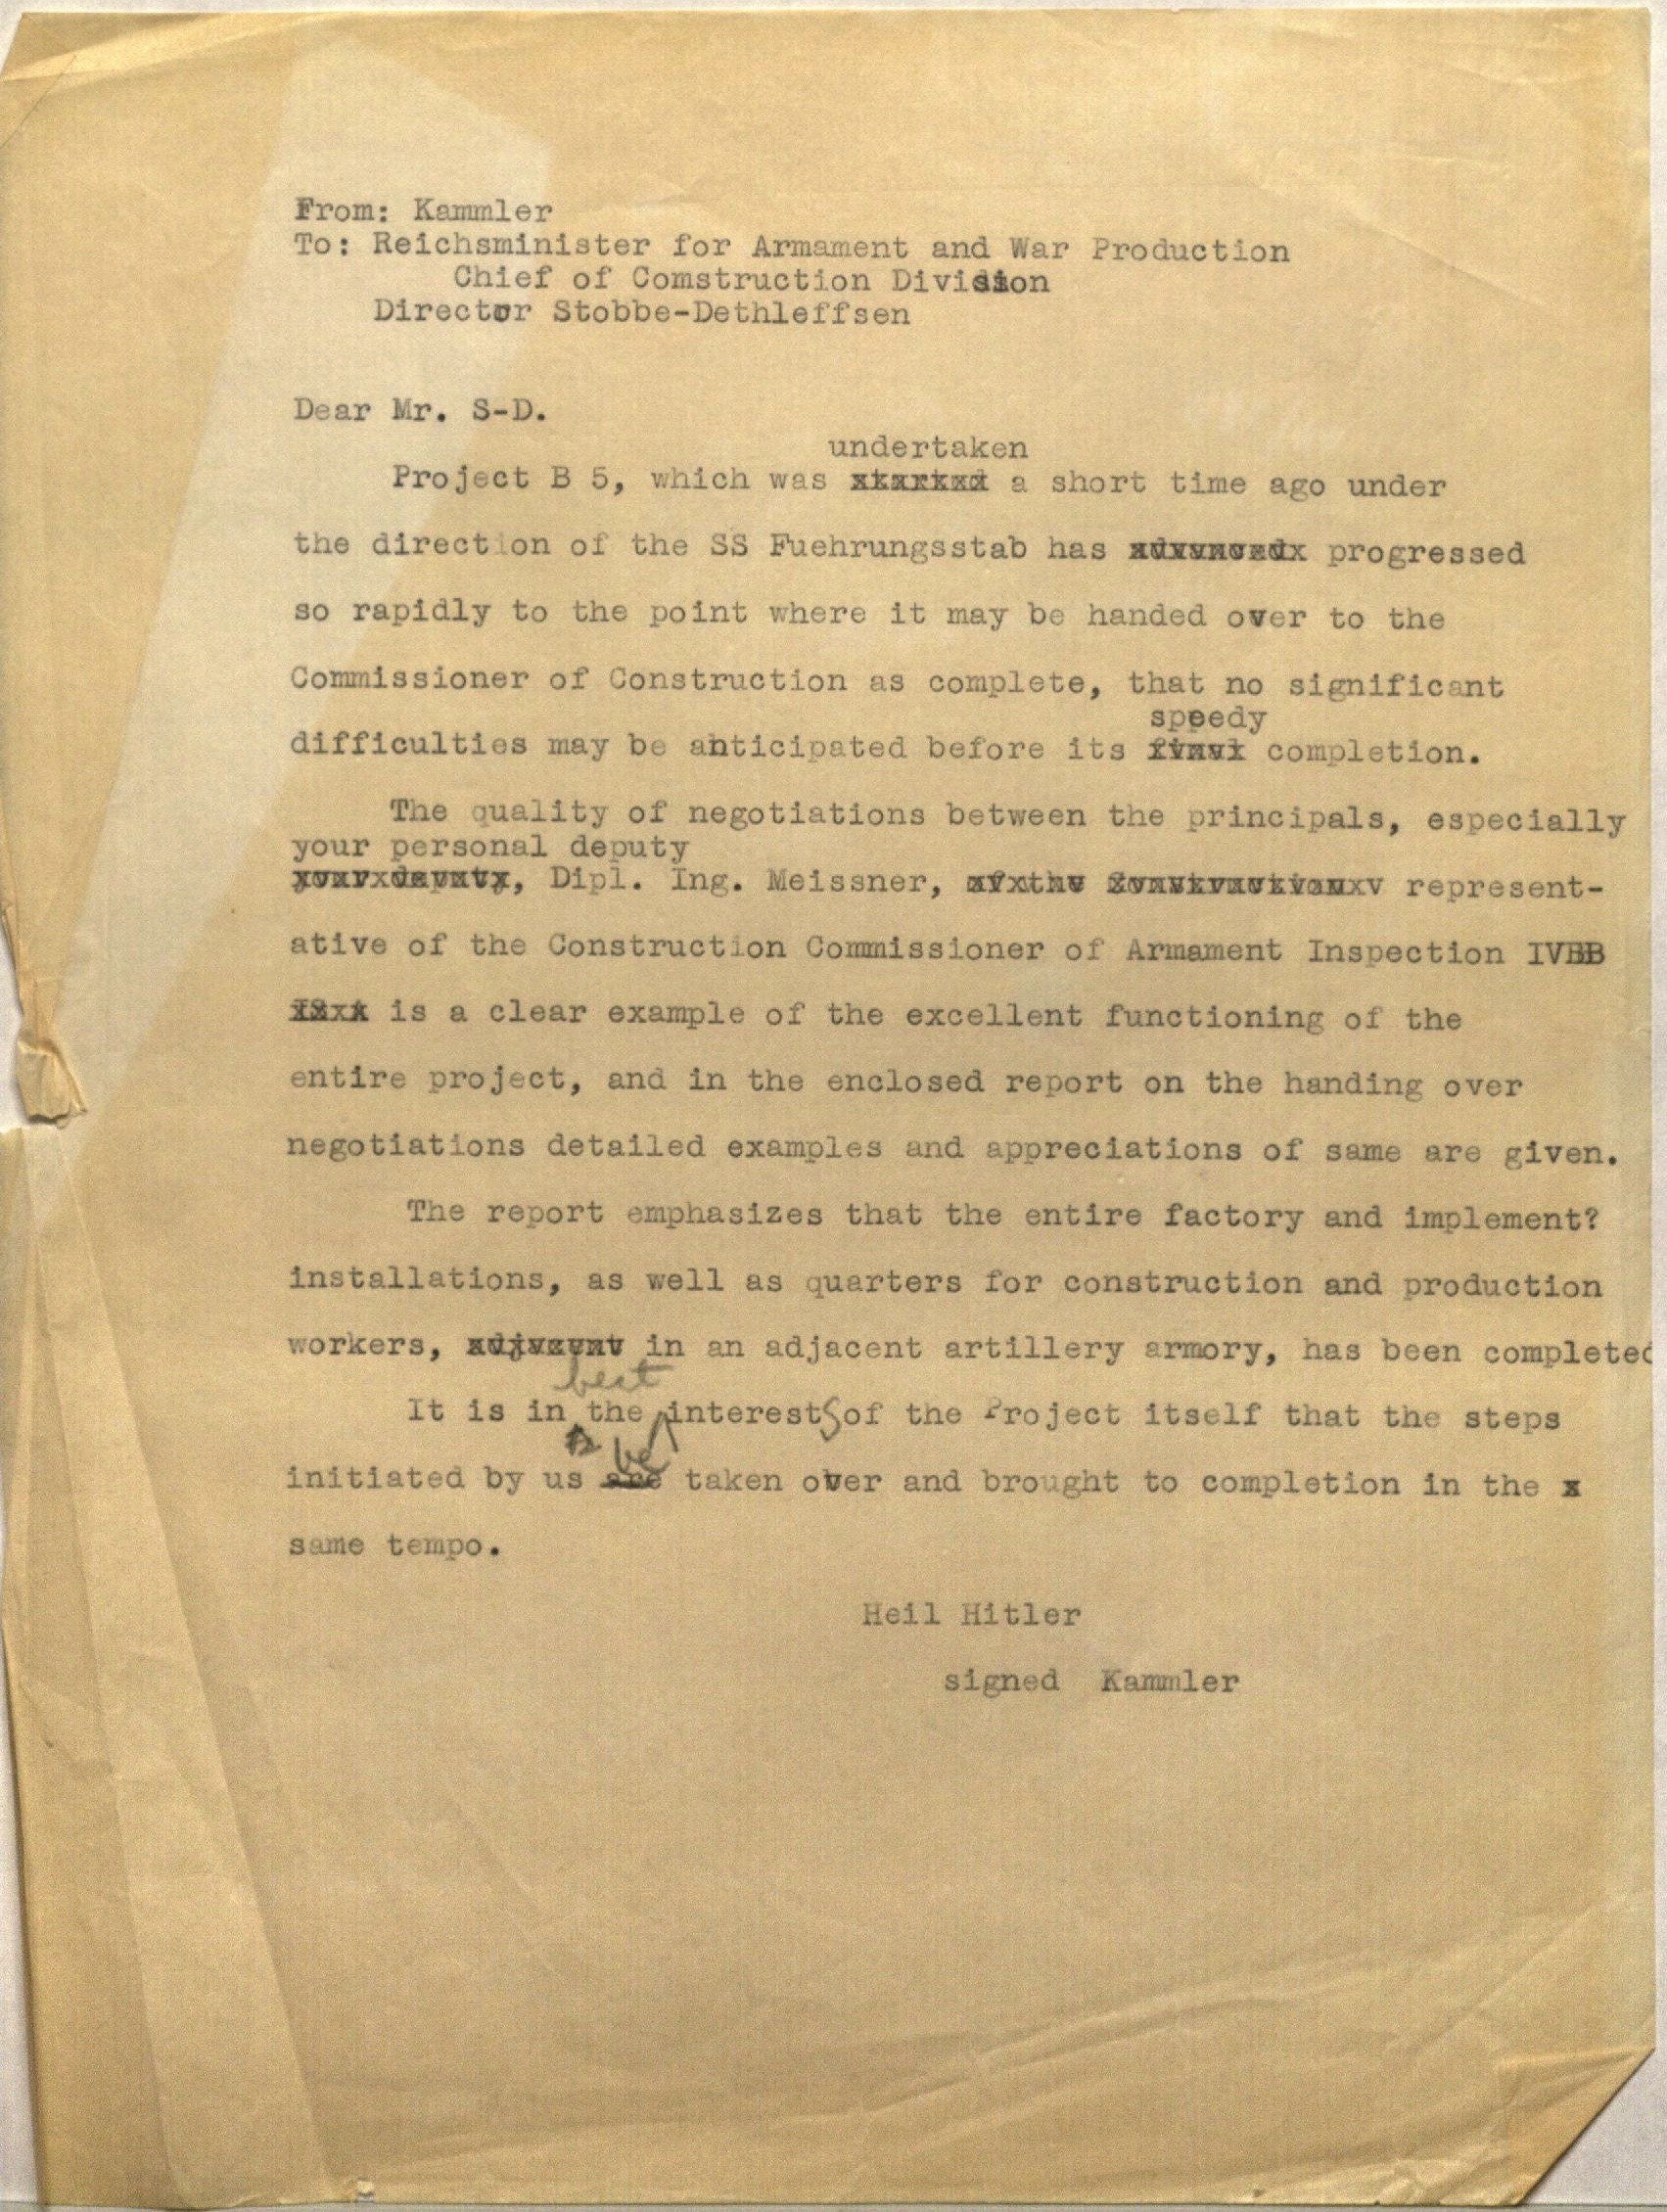 From: Kammler
To: Reichsminister for Armament and War Production
Chief of Comstruction Division
Director Stobbe-Dethleffsen
Dear Mr. S-D.
undertaken
Project B 5, which was a short time ago under
the direction of the SS Fuehrungsstab has progressed
so rapidly to the point where it may be handed over to the
Commissioner of Construction as complete, that no significant
speedy
difficulties may be anticipated before its completion.
The quality of negotiations between the principals, especially
your personal deputy
, Dipl. Ing. Meissner, represent-
ative of the Construction Commissioner of Armament Inspection IVBB
is a clear example of the excellent functioning of the
entire project, and in the enclosed report on the handing over
negotiations detailed examples and appreciations of same are given.
The report emphasizes that the entire factory and implement?
installations, as well as quarters for construction and production
workers, in an adjacent artillery armory, has been completed
best
It is in the interests of the Project itself that the steps
be
initiated by us are taken over and brought to completion in the x
same tempo.
Heil Hitler
signed Kammler